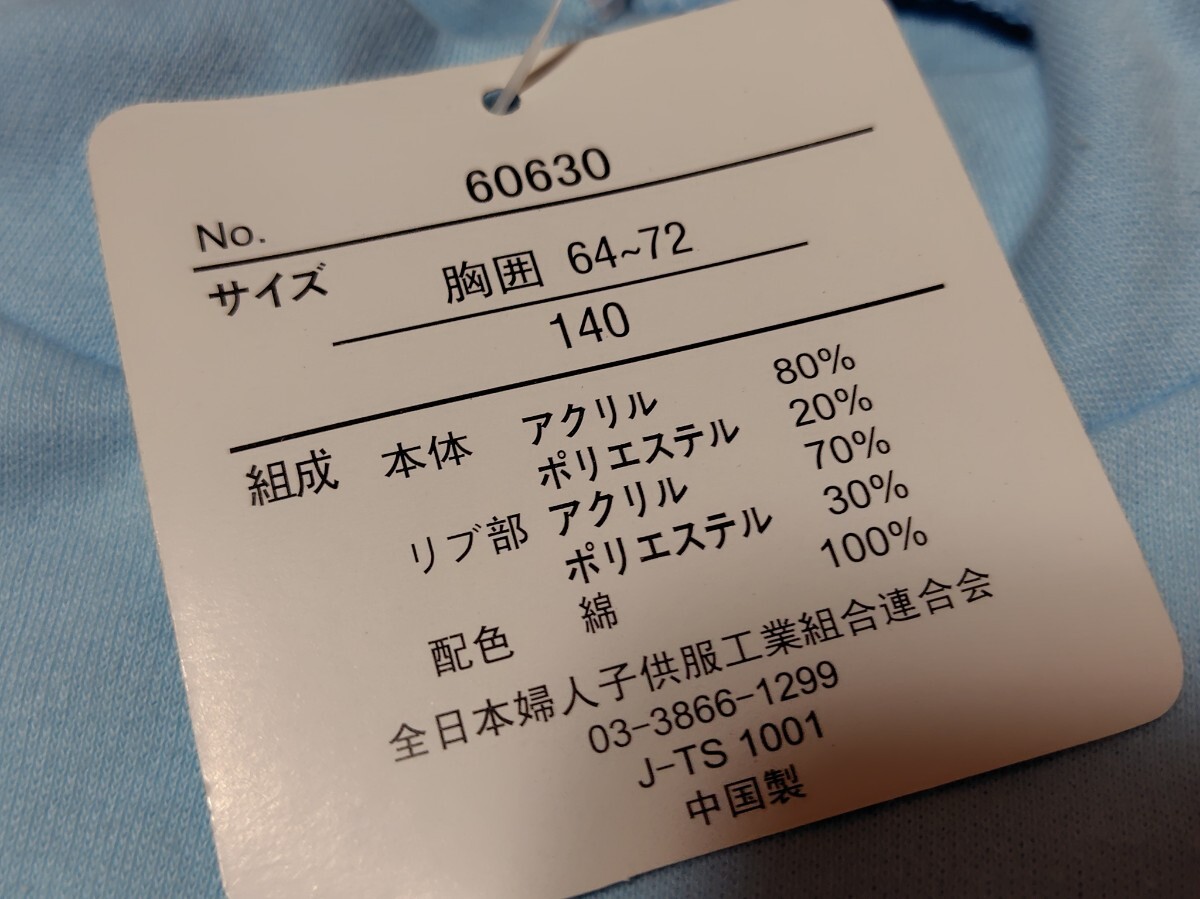 No. 60630
サイズ 胸囲 64~72
140
組成 本体 アクリル 80%
ポリエステル 20%
リブ部 アクリル 70%
ポリエステル 30%
配色 綿 100%
全日本婦人子供服工業組合連合会
03-3866-1299
J-TS 1001
中国製